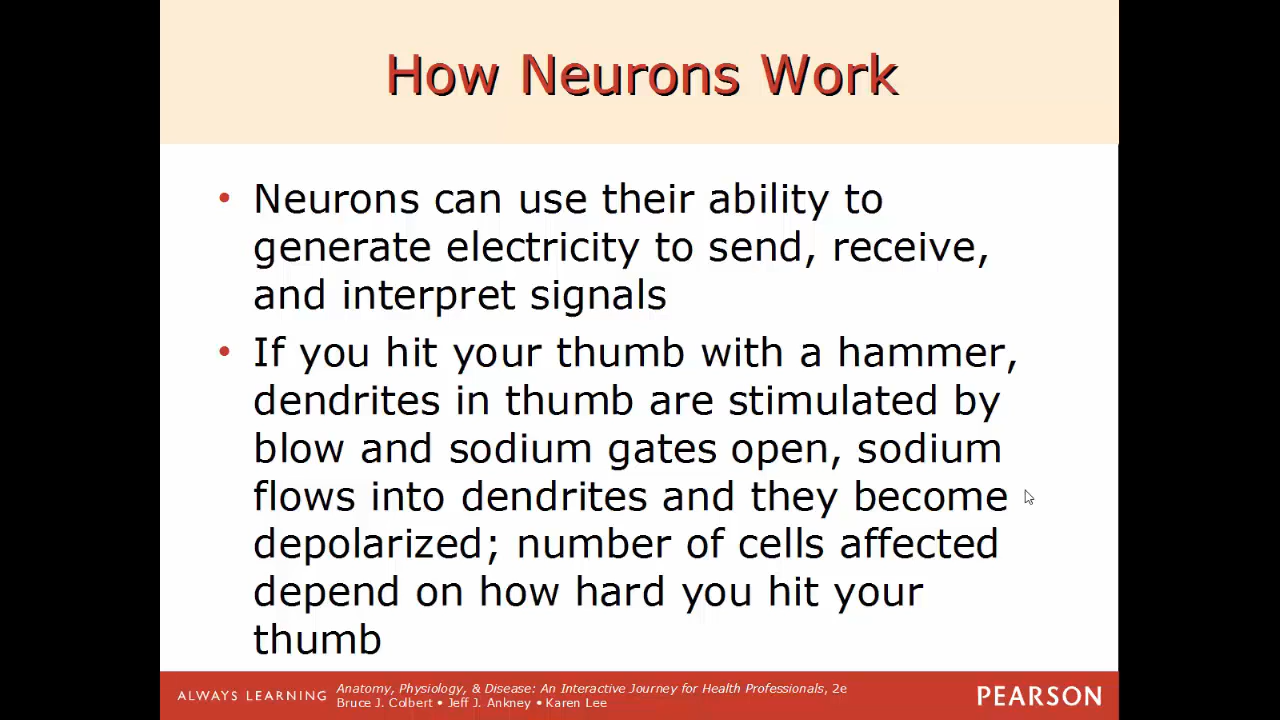 How Neurons Work
• Neurons can use their ability to
generate electricity to send, receive,
and interpret signals
• If you hit your thumb with a hammer,
dendrites in thumb are stimulated by
blow and sodium gates open, sodium
flows into dendrites and they become
depolarized; number of cells affected
depend on how hard you hit your
thumb
ALWAYS LEARNING
Anatomy, Physiology, & Disease: An Interactive Journey for Health Professionals, 2e
Bruce J. Colbert • Jeff J. Ankney • Karen Lee
PEARSON